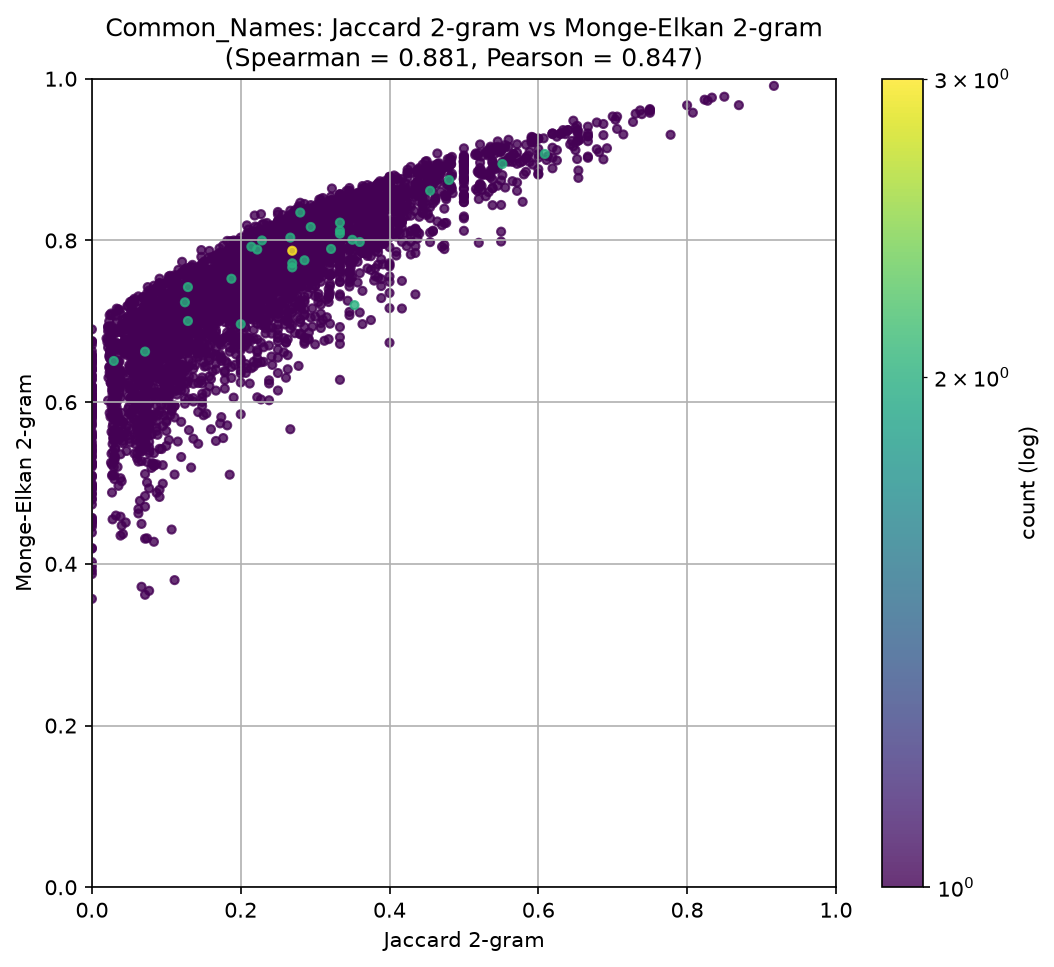 Common_Names: Jaccard 2-gram vs Monge-Elkan 2-gram
(Spearman = 0.881, Pearson = 0.847)
1.0
0.8
0.6
0.4
0.2
0.0
Monge-Elkan 2-gram
0.0 0.2 0.4 0.6 0.8 1.0
Jaccard 2-gram
3 × 10⁰
2 × 10⁰
10⁰
count (log)